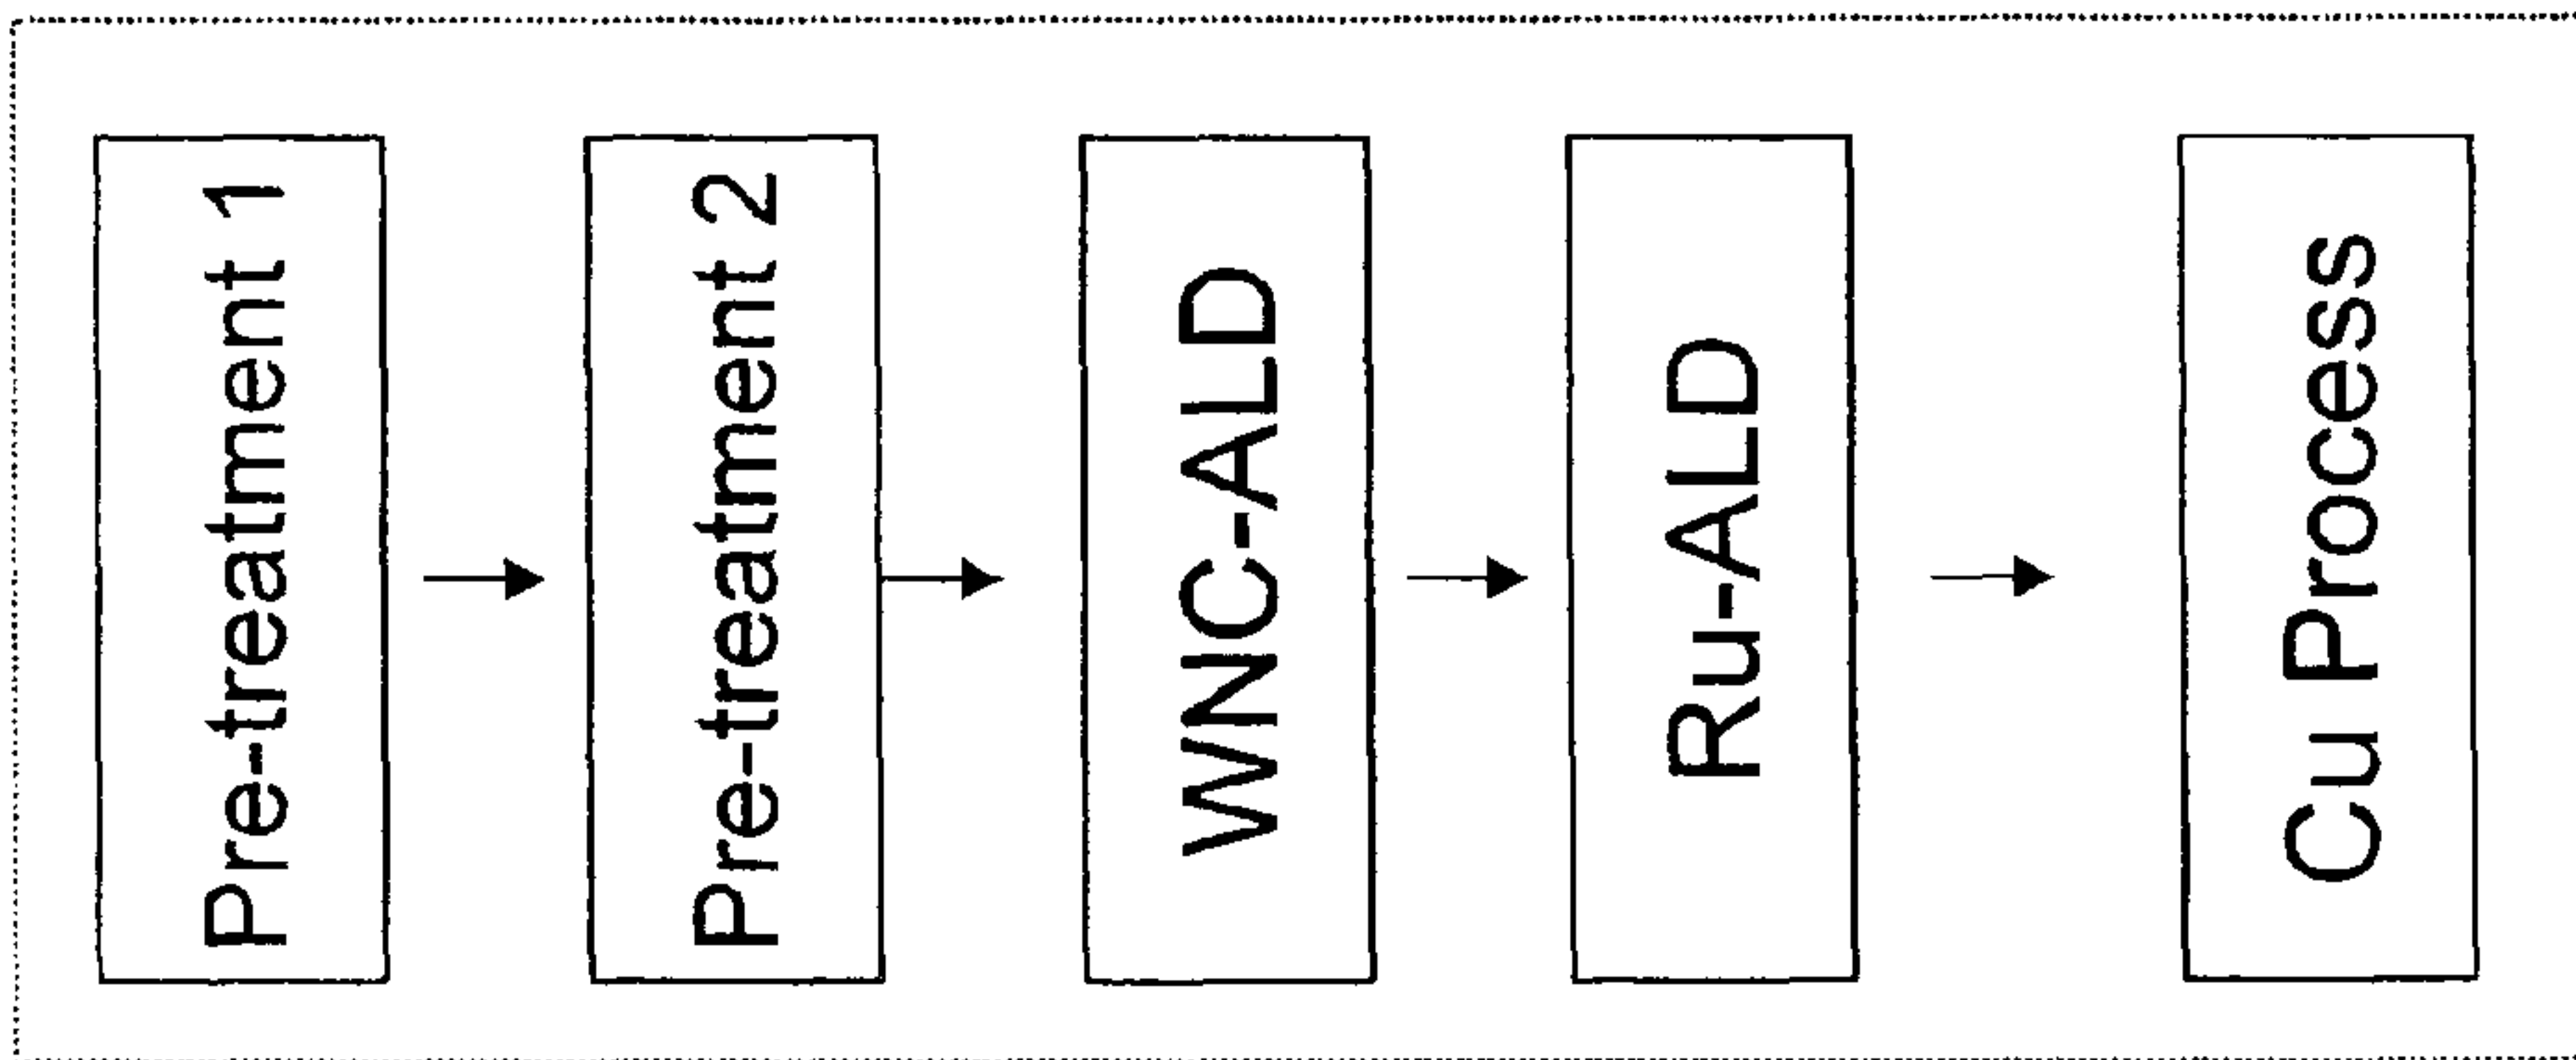 Pre-treatment 1
Pre-treatment 2
WNC-ALD
Ru-ALD
Cu Process